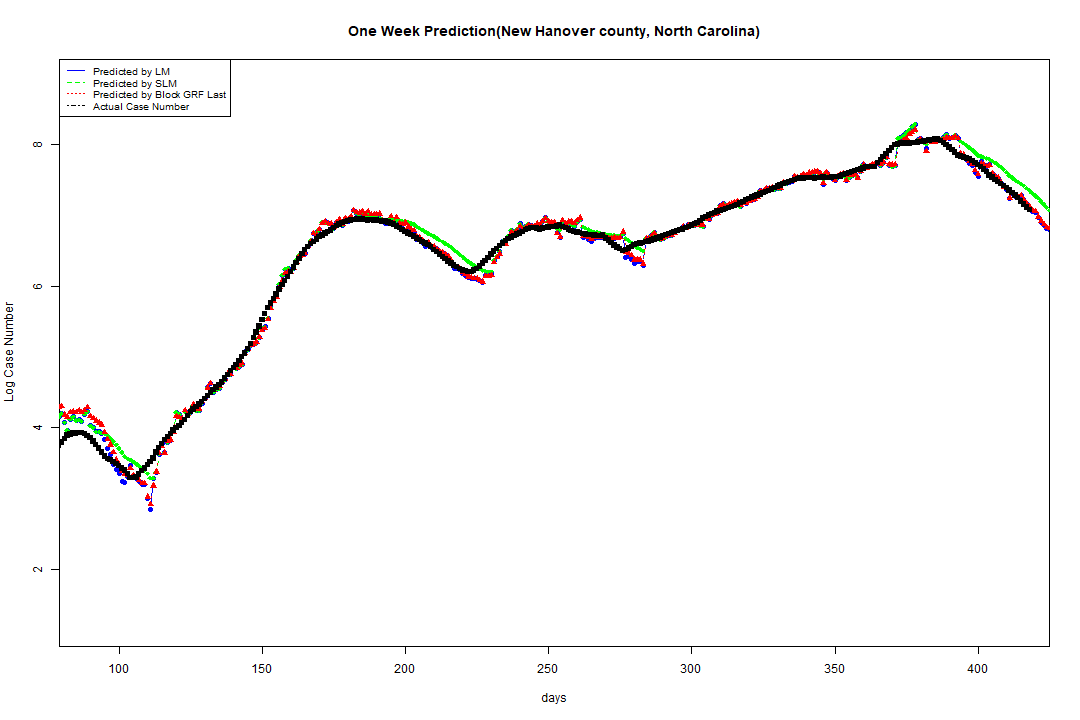 One Week Prediction(New Hanover county, North Carolina)
Predicted by LM
Predicted by SLM
Predicted by Block GRF Last
Actual Case Number
8
6
4
2
Log Case Number
100 150 200 250 300 350 400
days